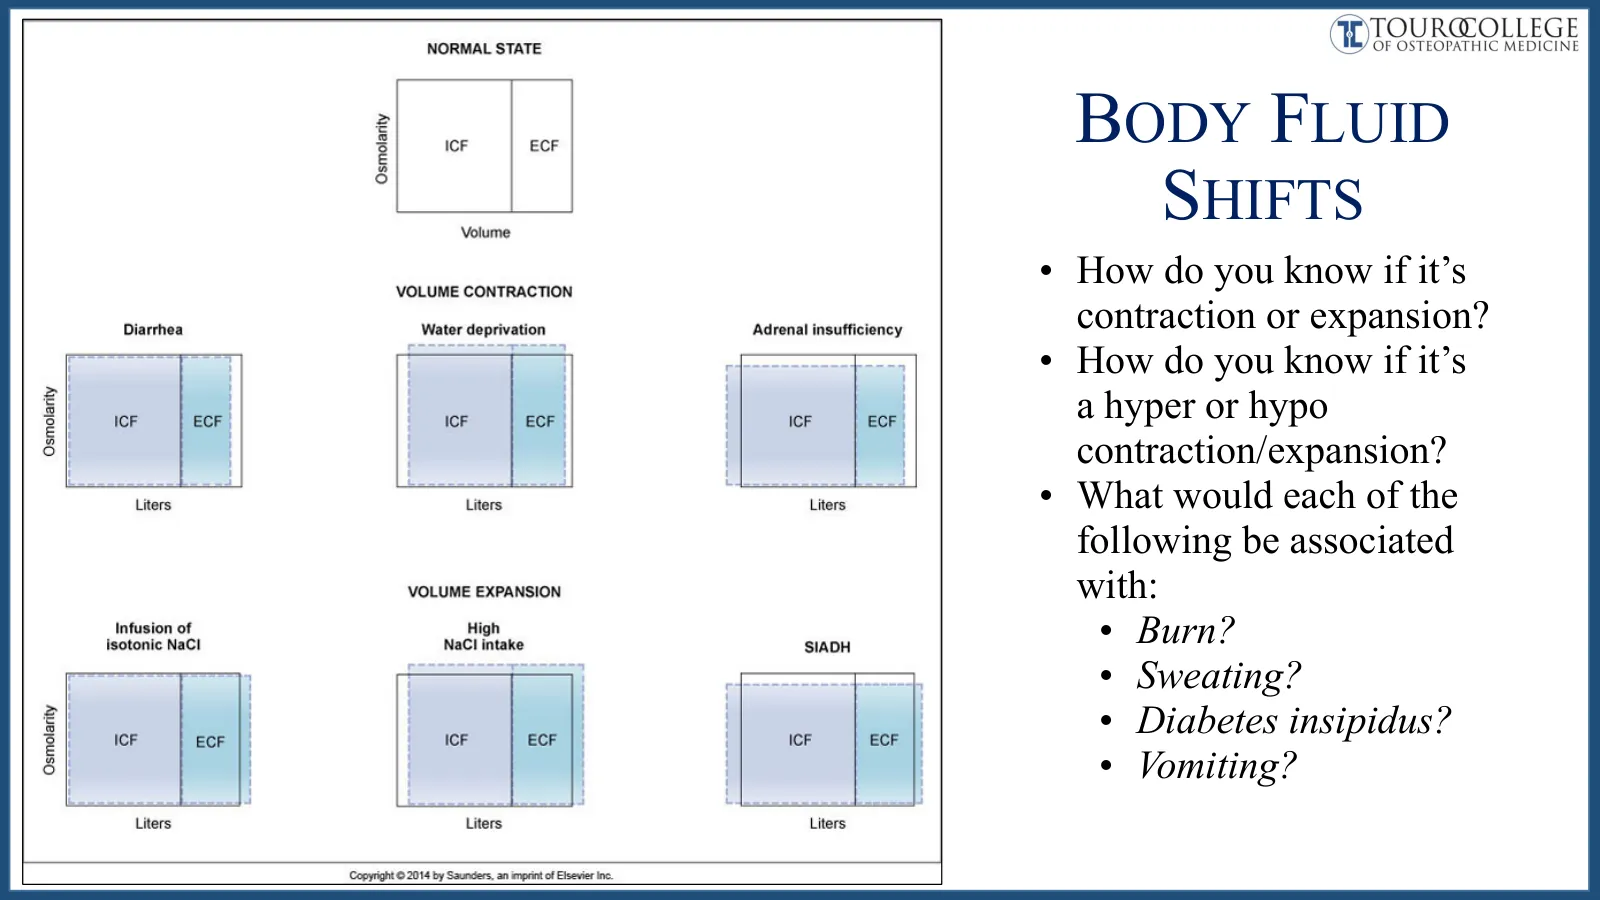 NORMAL STATE
Osmolarity
ICF
ECF
Volume
VOLUME CONTRACTION
Diarrhea
Osmolarity
ICF
ECF
Liters
Water deprivation
ICF
ECF
Liters
Adrenal insufficiency
ICF
ECF
Liters
VOLUME EXPANSION
Infusion of
isotonic NaCl
Osmolarity
ICF
ECF
Liters
High
NaCl intake
ICF
ECF
Liters
SIADH
ICF
ECF
Liters
Copyright © 2014 by Saunders, an imprint of Elsevier Inc.
TC TOURO COLLEGE
OF OSTEOPATHIC MEDICINE
BODY FLUID
SHIFTS
• How do you know if it’s
contraction or expansion?
• How do you know if it’s
a hyper or hypo
contraction/expansion?
• What would each of the
following be associated
with:
• Burn?
• Sweating?
• Diabetes insipidus?
• Vomiting?